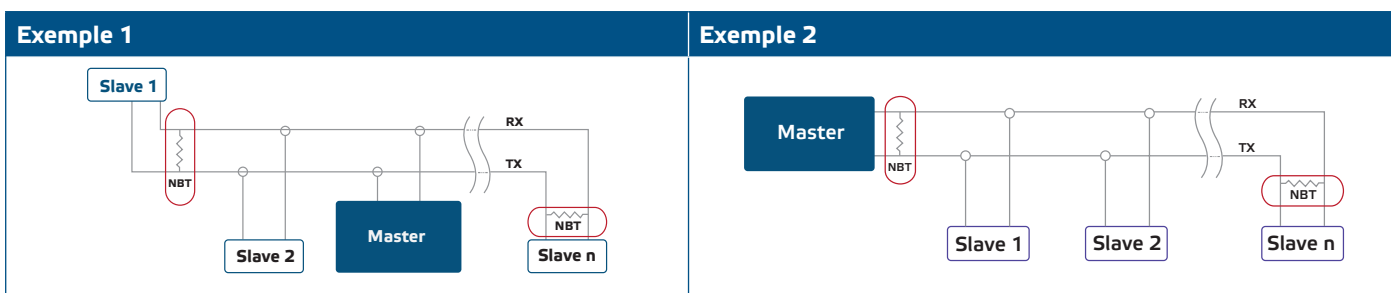 Exemple 1
Slave 1
RX
TX
NBT
NBT
Master
Slave 2
Slave n
Exemple 2
RX
Master
TX
NBT
NBT
Slave 1
Slave 2
Slave n